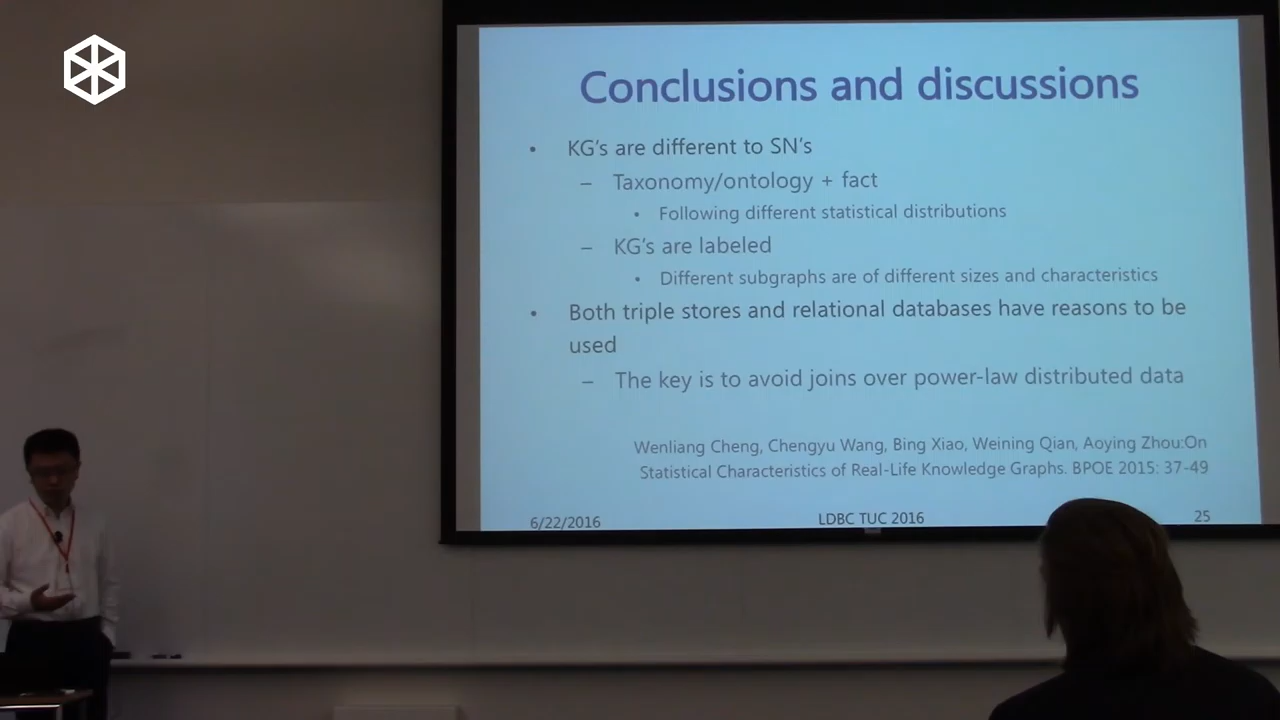 Conclusions and discussions
• KG's are different to SN's
– Taxonomy/ontology + fact
• Following different statistical distributions
– KG's are labeled
• Different subgraphs are of different sizes and characteristics
• Both triple stores and relational databases have reasons to be
used
– The key is to avoid joins over power-law distributed data
Wenliang Cheng, Chengyu Wang, Bing Xiao, Weining Qian, Aoying Zhou:On
Statistical Characteristics of Real-Life Knowledge Graphs. BPOE 2015: 37-49
6/22/2016 LDBC TUC 2016 25